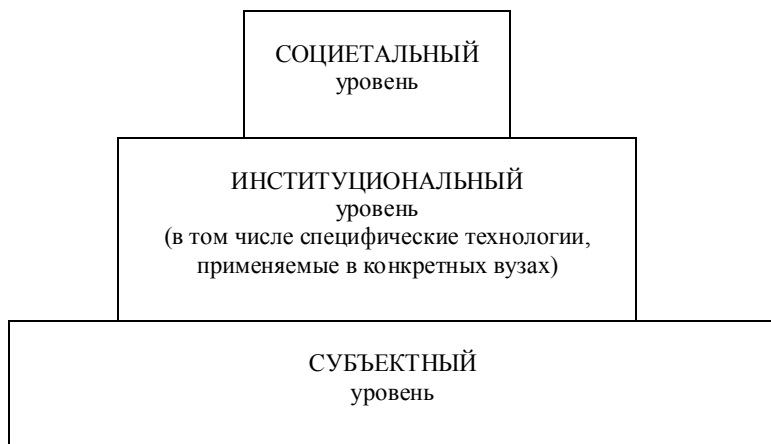 СОЦИЕТАЛЬНЫЙ
уровень
ИНСТИТУЦИОНАЛЬНЫЙ
уровень
(в том числе специфические технологии,
применяемые в конкретных вузах)
СУБЪЕКТНЫЙ
уровень